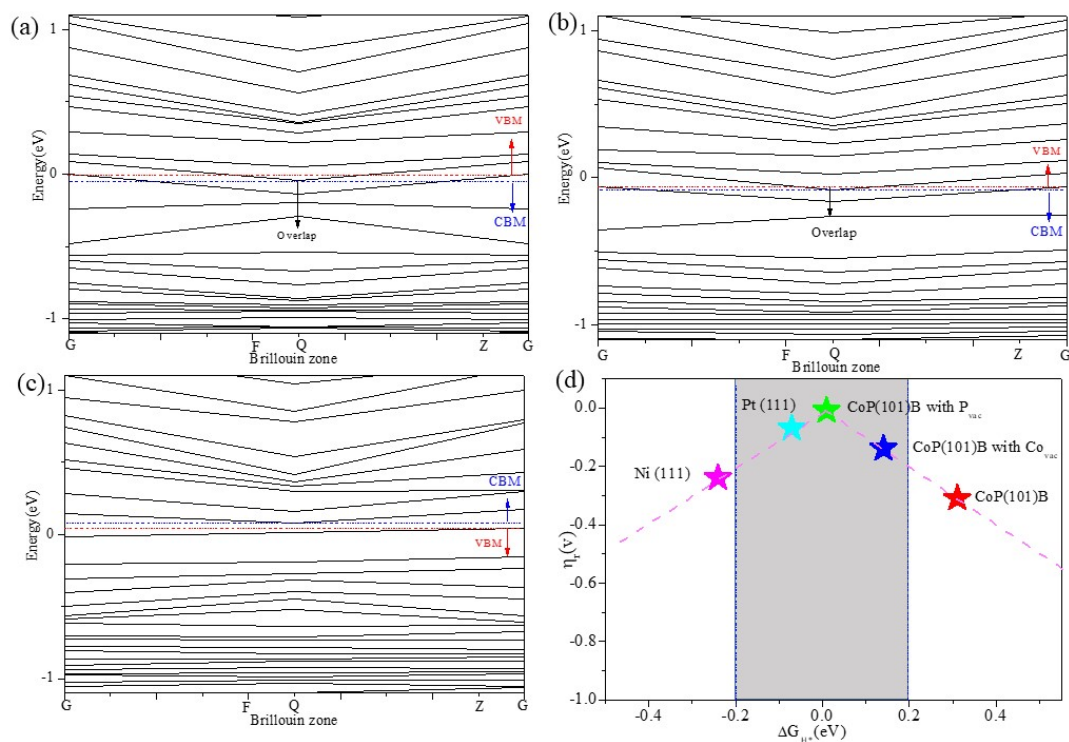 (a)
1
0
-1
Energy(eV)
VBM
CBM
Overlap
G F Q Z G
Brillouin zone
(b)
1
0
-1
Energy(eV)
VBM
CBM
Overlap
G F Q Z G
Brillouin zone
(c)
1
0
-1
Energy(eV)
CBM
VBM
G F Q Z G
Brillouin zone
(d)
0.0
-0.2
-0.4
-0.6
-0.8
-1.0
ηr(v)
Pt (111)
CoP(101)B with Pvac
CoP(101)B with Covac
Ni (111)
CoP(101)B
-0.4 -0.2 0.0 0.2 0.4
ΔGH*(eV)